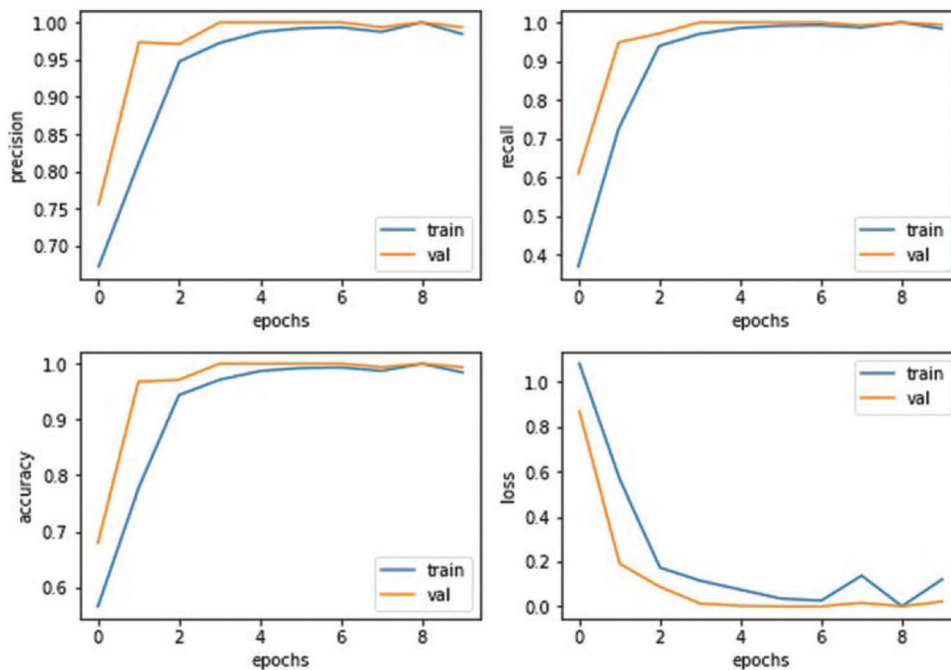 precision
1.00
0.95
0.90
0.85
0.80
0.75
0.70
train
val
0 2 4 6 8
epochs
recall
1.0
0.9
0.8
0.7
0.6
0.5
0.4
train
val
0 2 4 6 8
epochs
accuracy
1.0
0.9
0.8
0.7
0.6
train
val
0 2 4 6 8
epochs
loss
1.0
0.8
0.6
0.4
0.2
0.0
train
val
0 2 4 6 8
epochs